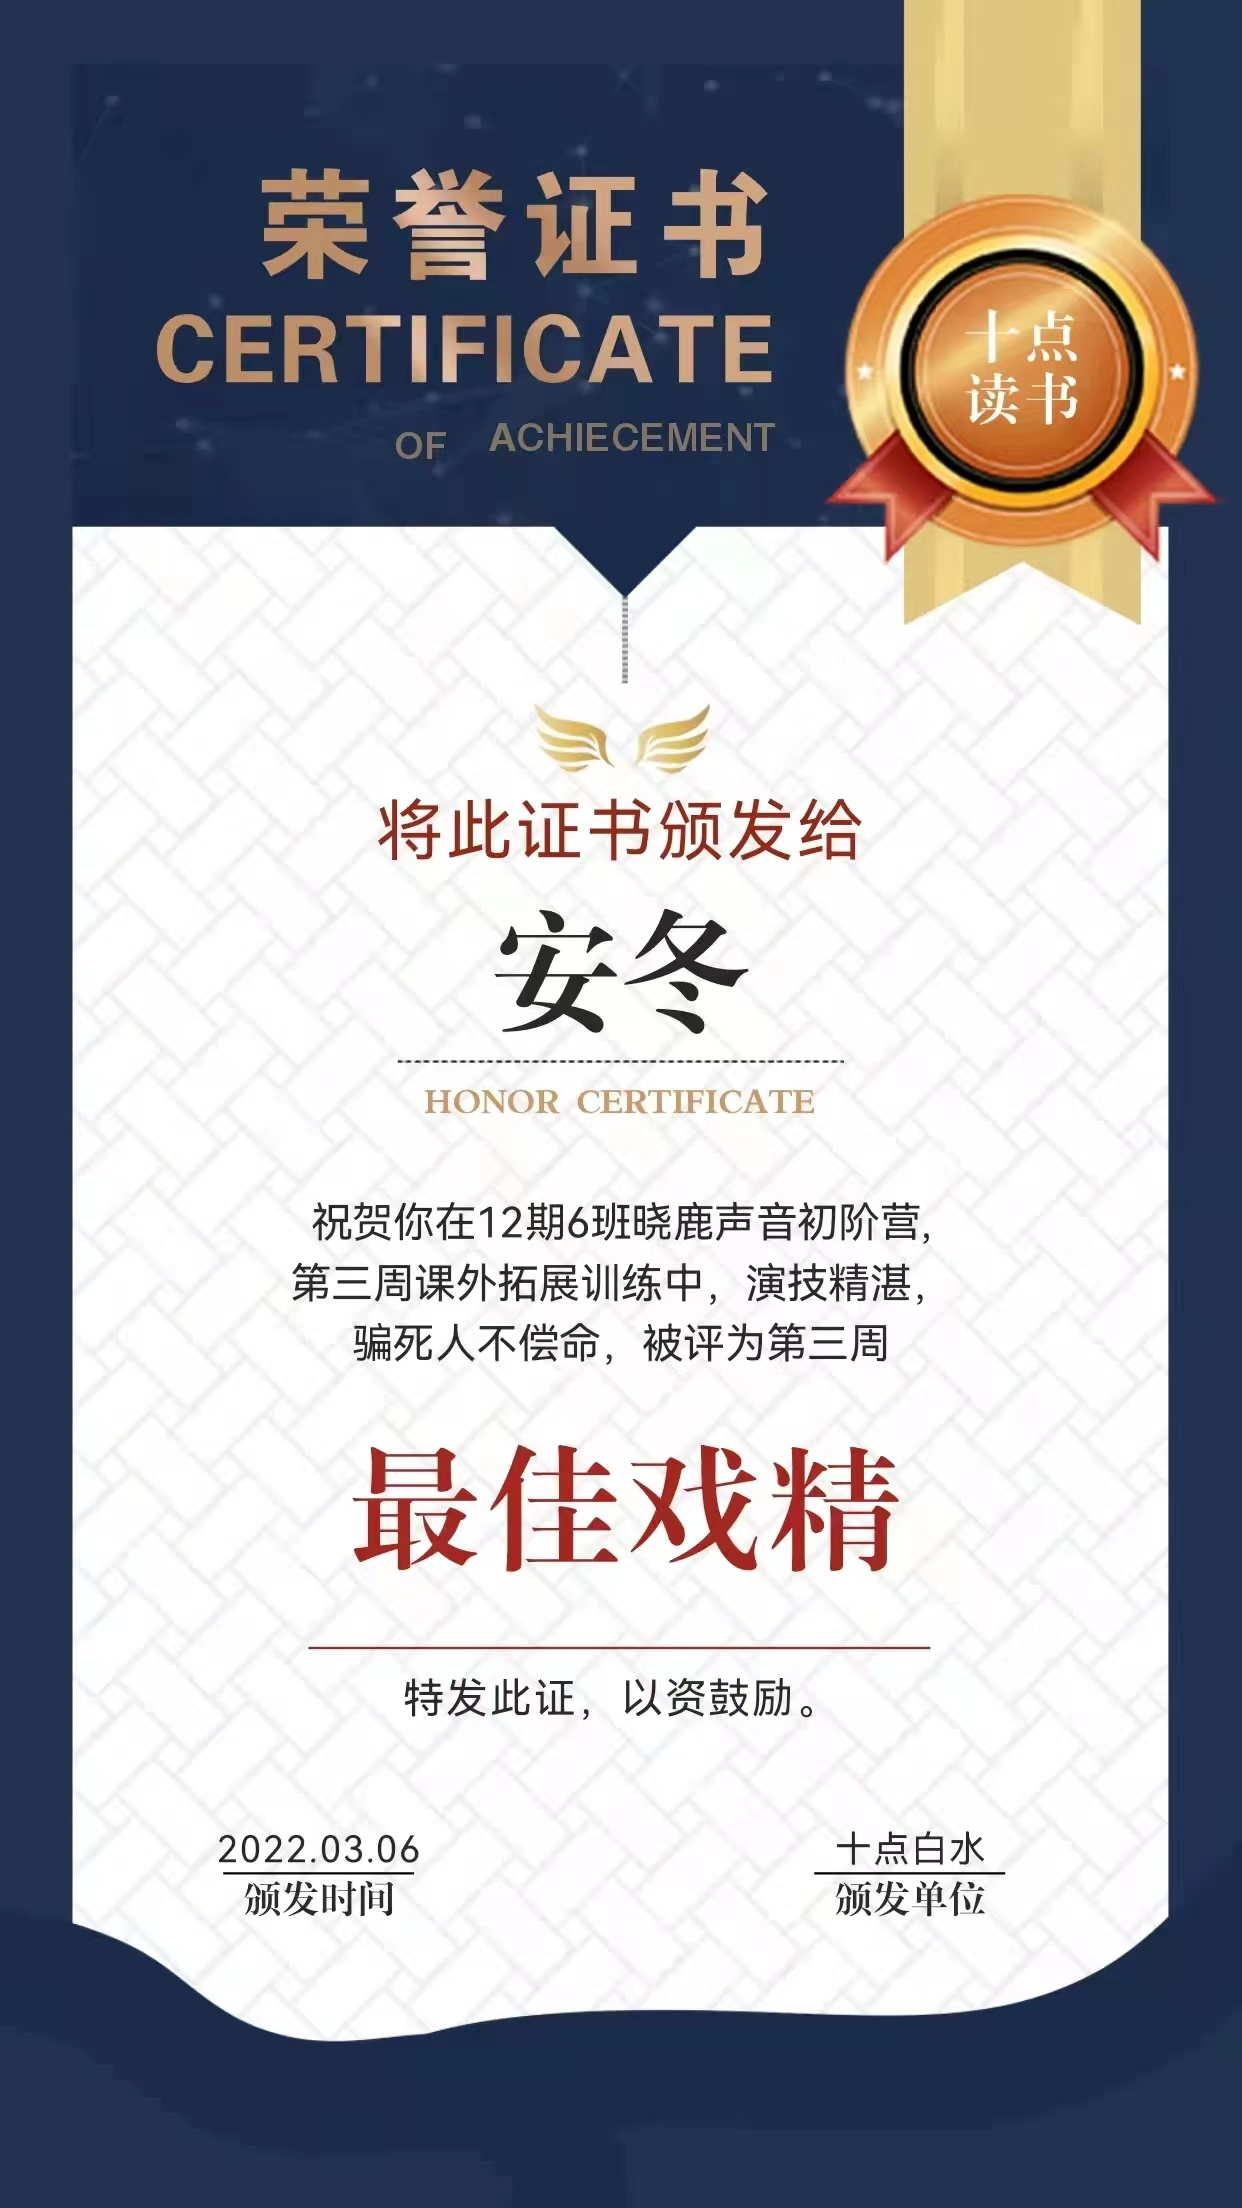 荣誉证书
CERTIFICATE
OF ACHIECEMENT
十点
读书
将此证书颁发给
安冬
HONOR CERTIFICATE
祝贺你在12期6班晓鹿声音初阶营,
第三周课外拓展训练中，演技精湛，
骗死人不偿命，被评为第三周
最佳戏精
特发此证，以资鼓励。
2022.03.06
颁发时间
十点白水
颁发单位